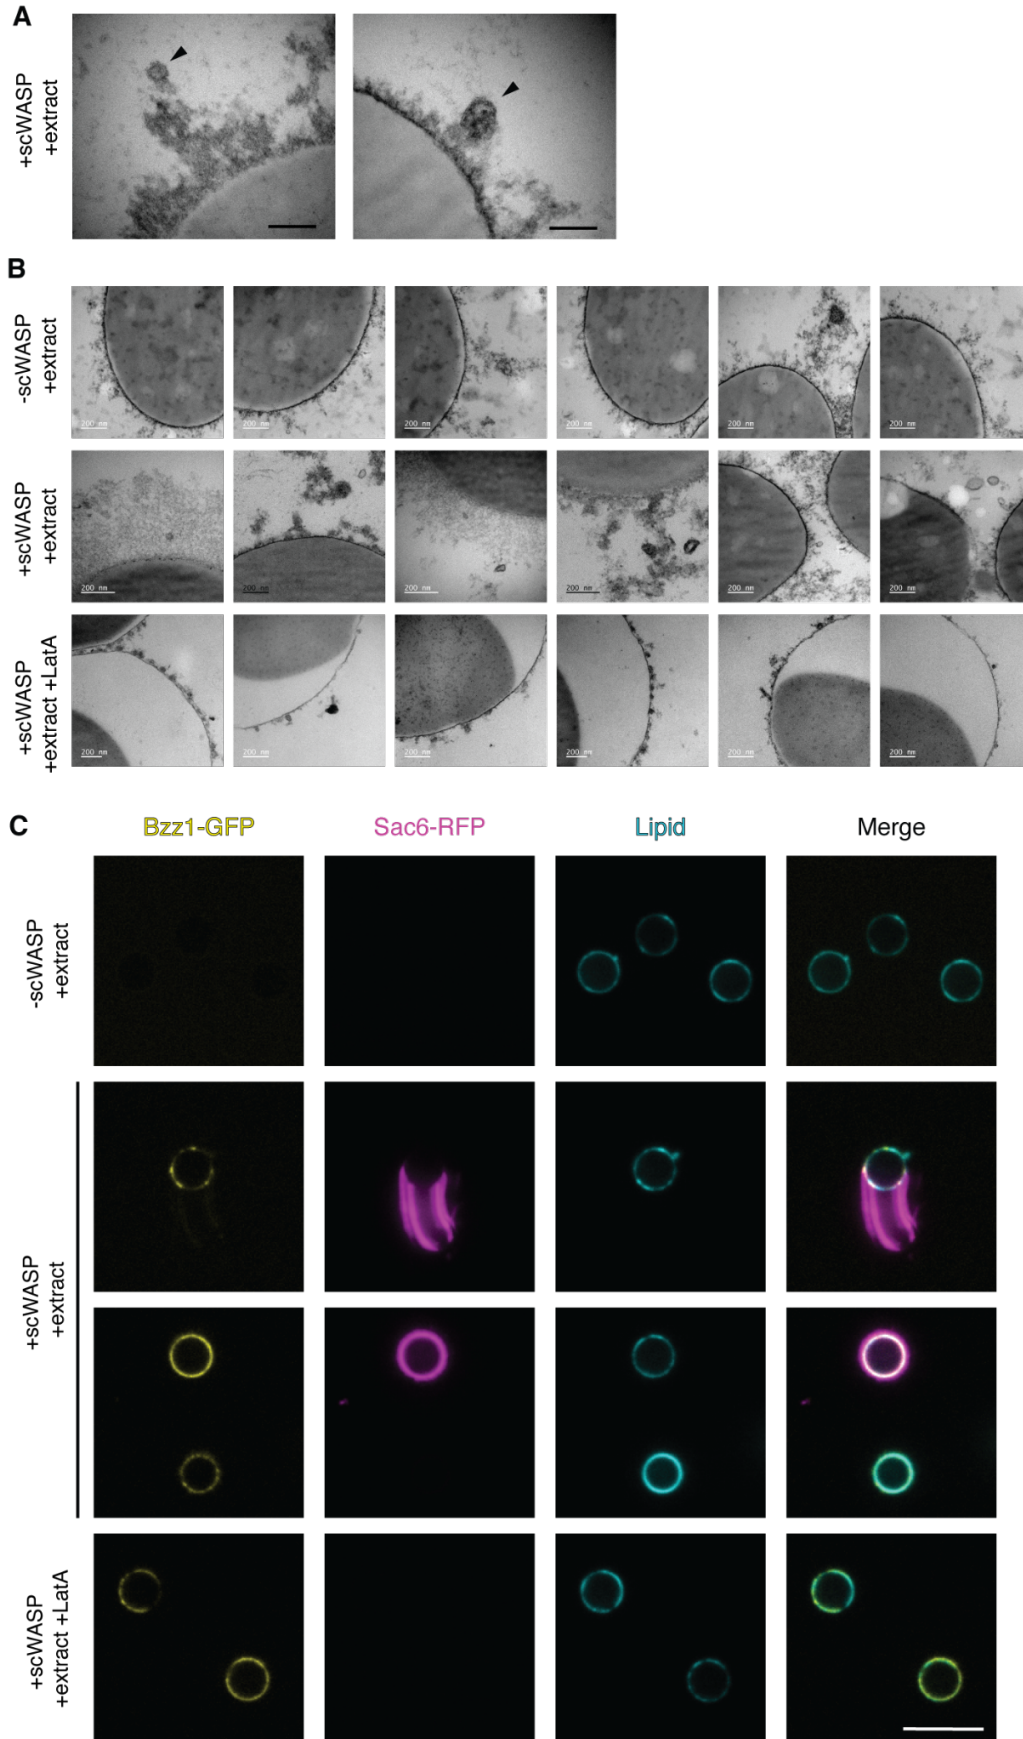 A
+scWASP
+extract
B
-scWASP
+extract
200 nm
200 nm
200 nm
200 nm
200 nm
200 nm
+scWASP
+extract
200 nm
200 nm
200 nm
200 nm
200 nm
200 nm
+scWASP
+extract +LatA
200 nm
200 nm
200 nm
200 nm
200 nm
200 nm
C
Bzz1-GFP
Sac6-RFP
Lipid
Merge
-scWASP
+extract
+scWASP
+extract
+scWASP
+extract +LatA